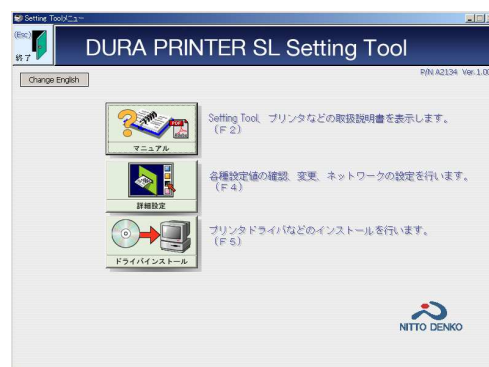 Setting Toolメニュー
(Esc)
終了
DURA PRINTER SL Setting Tool
P/N A2134 Ver.1.00
Change English
マニュアル
Setting Tool、プリンタなどの取扱説明書を表示します。
（F2）
詳細設定
各種設定値の確認、変更、ネットワークの設定を行います。
（F4）
ドライバインストール
プリンタドライバなどのインストールを行います。
（F5）
NITTO DENKO